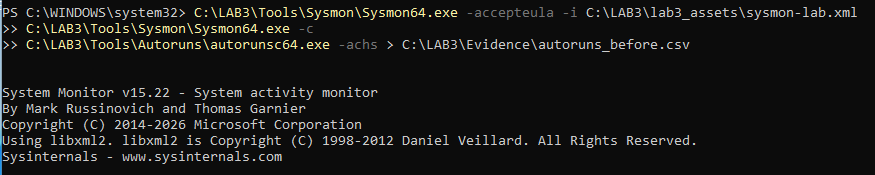 PS C:\WINDOWS\system32> C:\LAB3\Tools\Sysmon\Sysmon64.exe -accepteula -i C:\LAB3\lab3_assets\sysmon-lab.xml
>> C:\LAB3\Tools\Sysmon\Sysmon64.exe -c
>> C:\LAB3\Tools\Autoruns\autorunsc64.exe -achs > C:\LAB3\Evidence\autoruns_before.csv
System Monitor v15.22 - System activity monitor
By Mark Russinovich and Thomas Garnier
Copyright (C) 2014-2026 Microsoft Corporation
Using libxml2. libxml2 is Copyright (C) 1998-2012 Daniel Veillard. All Rights Reserved.
Sysinternals - www.sysinternals.com